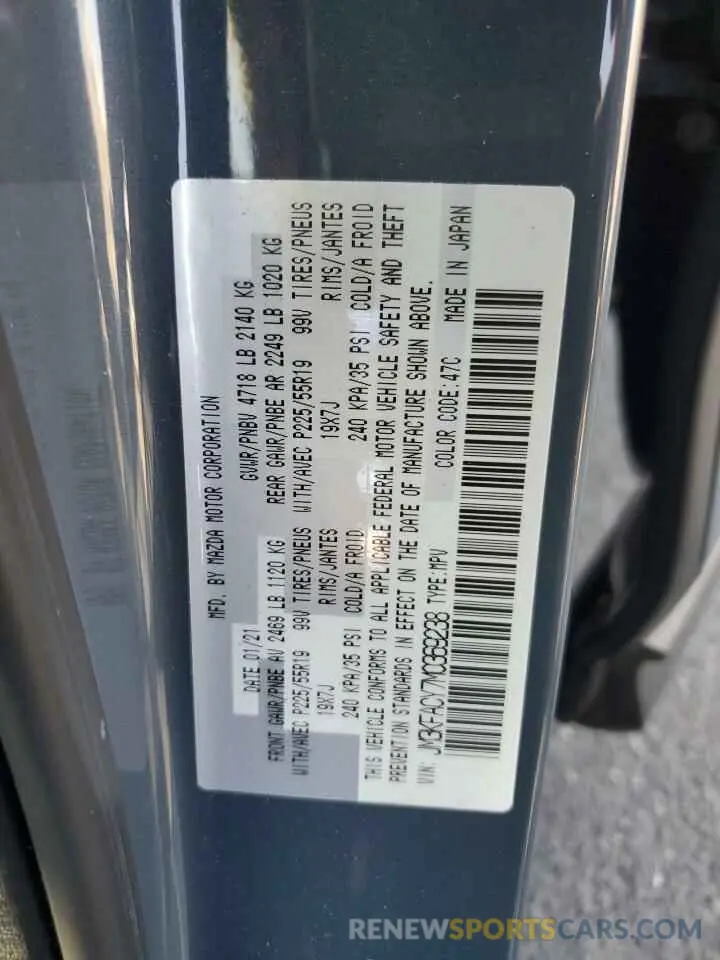 MFD. BY MAZDA MOTOR CORPORATION
DATE 01/21 GVWR/PNBV 4718 LB 2140 KG
FRONT GAWR/PNBE AV 2469 LB 1120 KG REAR GAWR/PNBE AR 2249 LB 1020 KG
WITH/AVEC P225/55R19 99V TIRES/PNEUS WITH/AVEC P225/55R19 99V TIRES/PNEUS
19X7J RIMS/JANTES 19X7J RIMS/JANTES
240 KPA/35 PSI COLD/A FROID 240 KPA/35 PSI COLD/A FROID
THIS VEHICLE CONFORMS TO ALL APPLICABLE FEDERAL MOTOR VEHICLE SAFETY AND THEFT
PREVENTION STANDARDS IN EFFECT ON THE DATE OF MANUFACTURE SHOWN ABOVE.
VIN: JM3KFACY7M0369238 TYPE:MPV COLOR CODE:47C MADE IN JAPAN
RENEWSPORTSCARS.COM